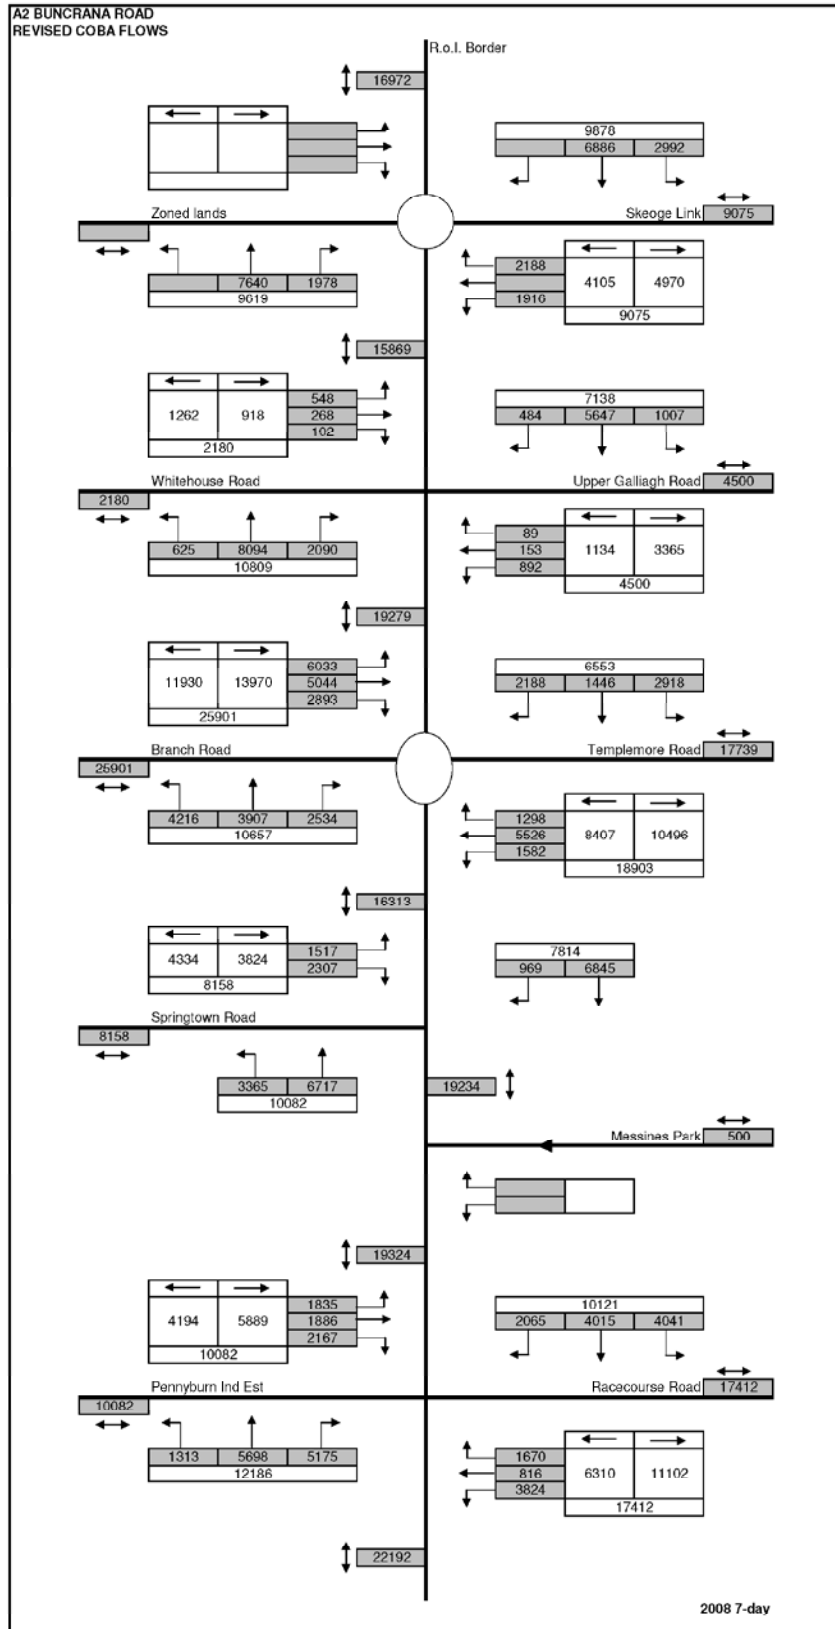 A2 BUNCRANA ROAD
REVISED COBA FLOWS
R.o.I. Border
16972
9878
6886 2992
Zoned lands
Skeoge Link 9075
7640 1978
9619
2188
4105 4970
1916
9075
15869
548
1262 918 268
102
2180
7138
484 5647 1007
Whitehouse Road
Upper Galliagh Road 4500
2180
625 8094 2090
10809
89
153 1134 3365
892
4500
19279
6033
11930 13970 5044
2893
25901
6553
2188 1446 2918
Branch Road
Templemore Road 17739
25901
4216 3907 2534
10657
1298
5526 8407 10496
1582
18903
16313
4334 3824 1517
2307
8158
7814
969 6845
Springtown Road
8158
3365 6717
10082
19234
Messines Park 500
19324
1835
4194 5889 1886
2167
10082
10121
2065 4015 4041
Pennyburn Ind Est
Racecourse Road 17412
10082
1313 5698 5175
12186
1670
816 6310 11102
3824
17412
22192
2008 7-day